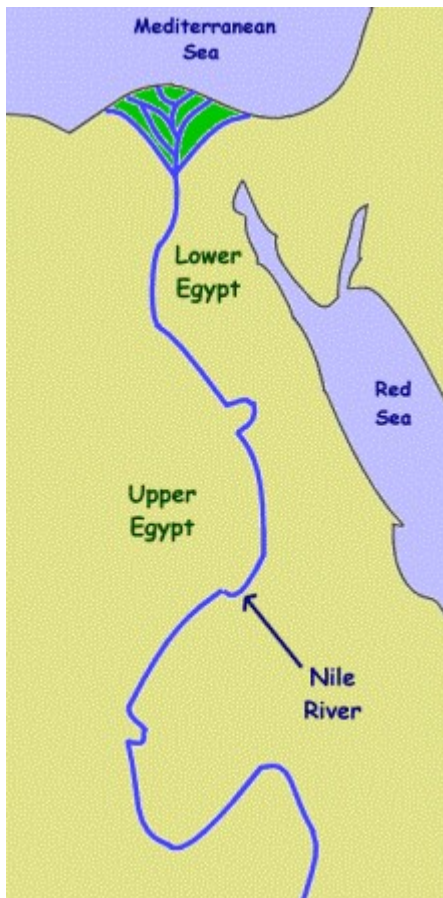 Mediterranean
Sea
Lower
Egypt
Red
Sea
Upper
Egypt
Nile
River